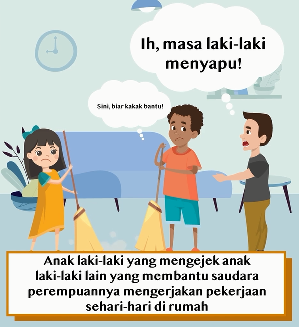 Ih, masa laki-laki
menyapu!
Sini, biar kakak bantu!
Anak laki-laki yang mengejek anak
laki-laki lain yang membantu saudara
perempuannya mengerjakan pekerjaan
sehari-hari di rumah